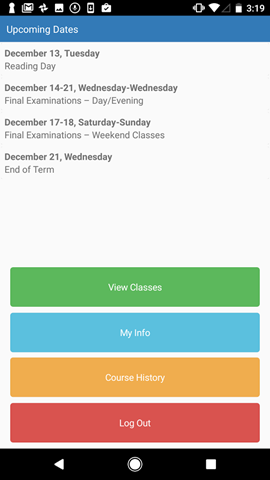 3:19
Upcoming Dates
December 13, Tuesday
Reading Day
December 14-21, Wednesday-Wednesday
Final Examinations – Day/Evening
December 17-18, Saturday-Sunday
Final Examinations – Weekend Classes
December 21, Wednesday
End of Term
View Classes
My Info
Course History
Log Out